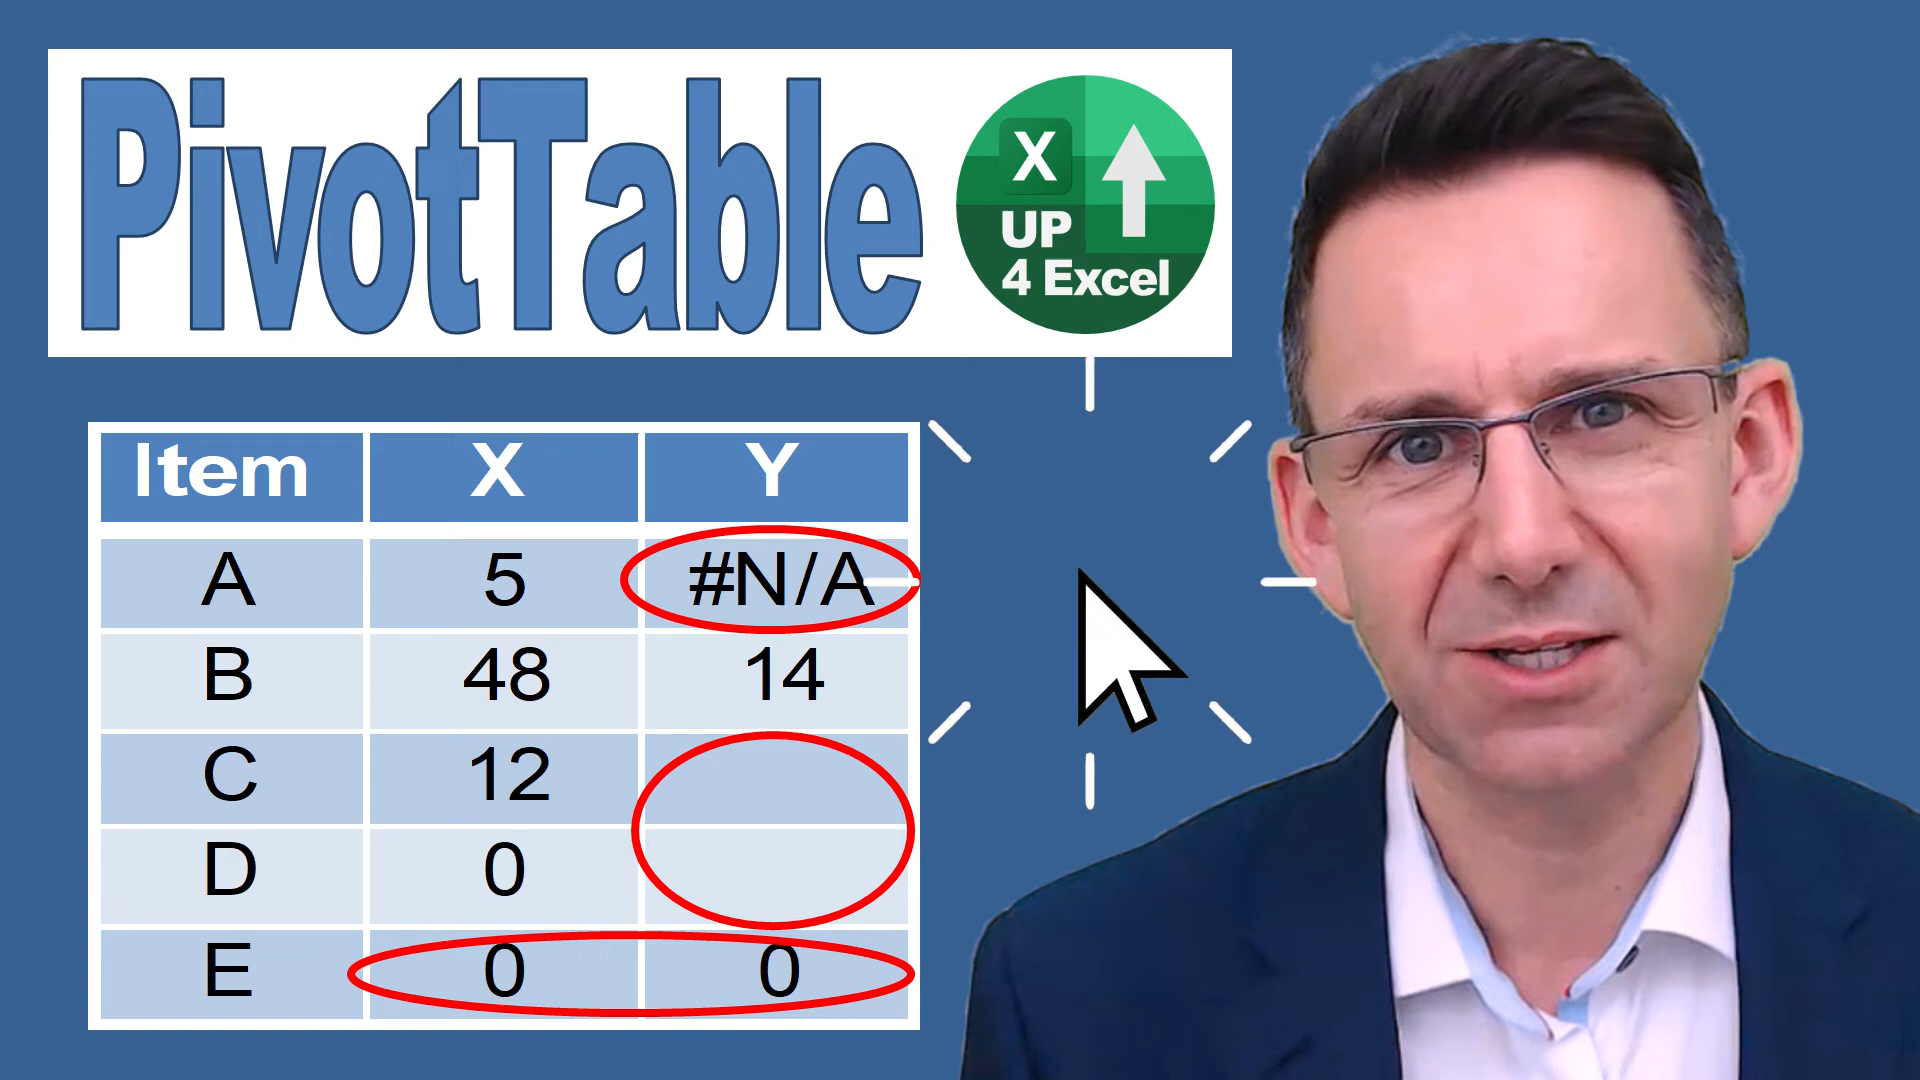 PivotTable
X
UP
4 Excel
Item X Y
A 5 #N/A
B 48 14
C 12
D 0
E 0 0